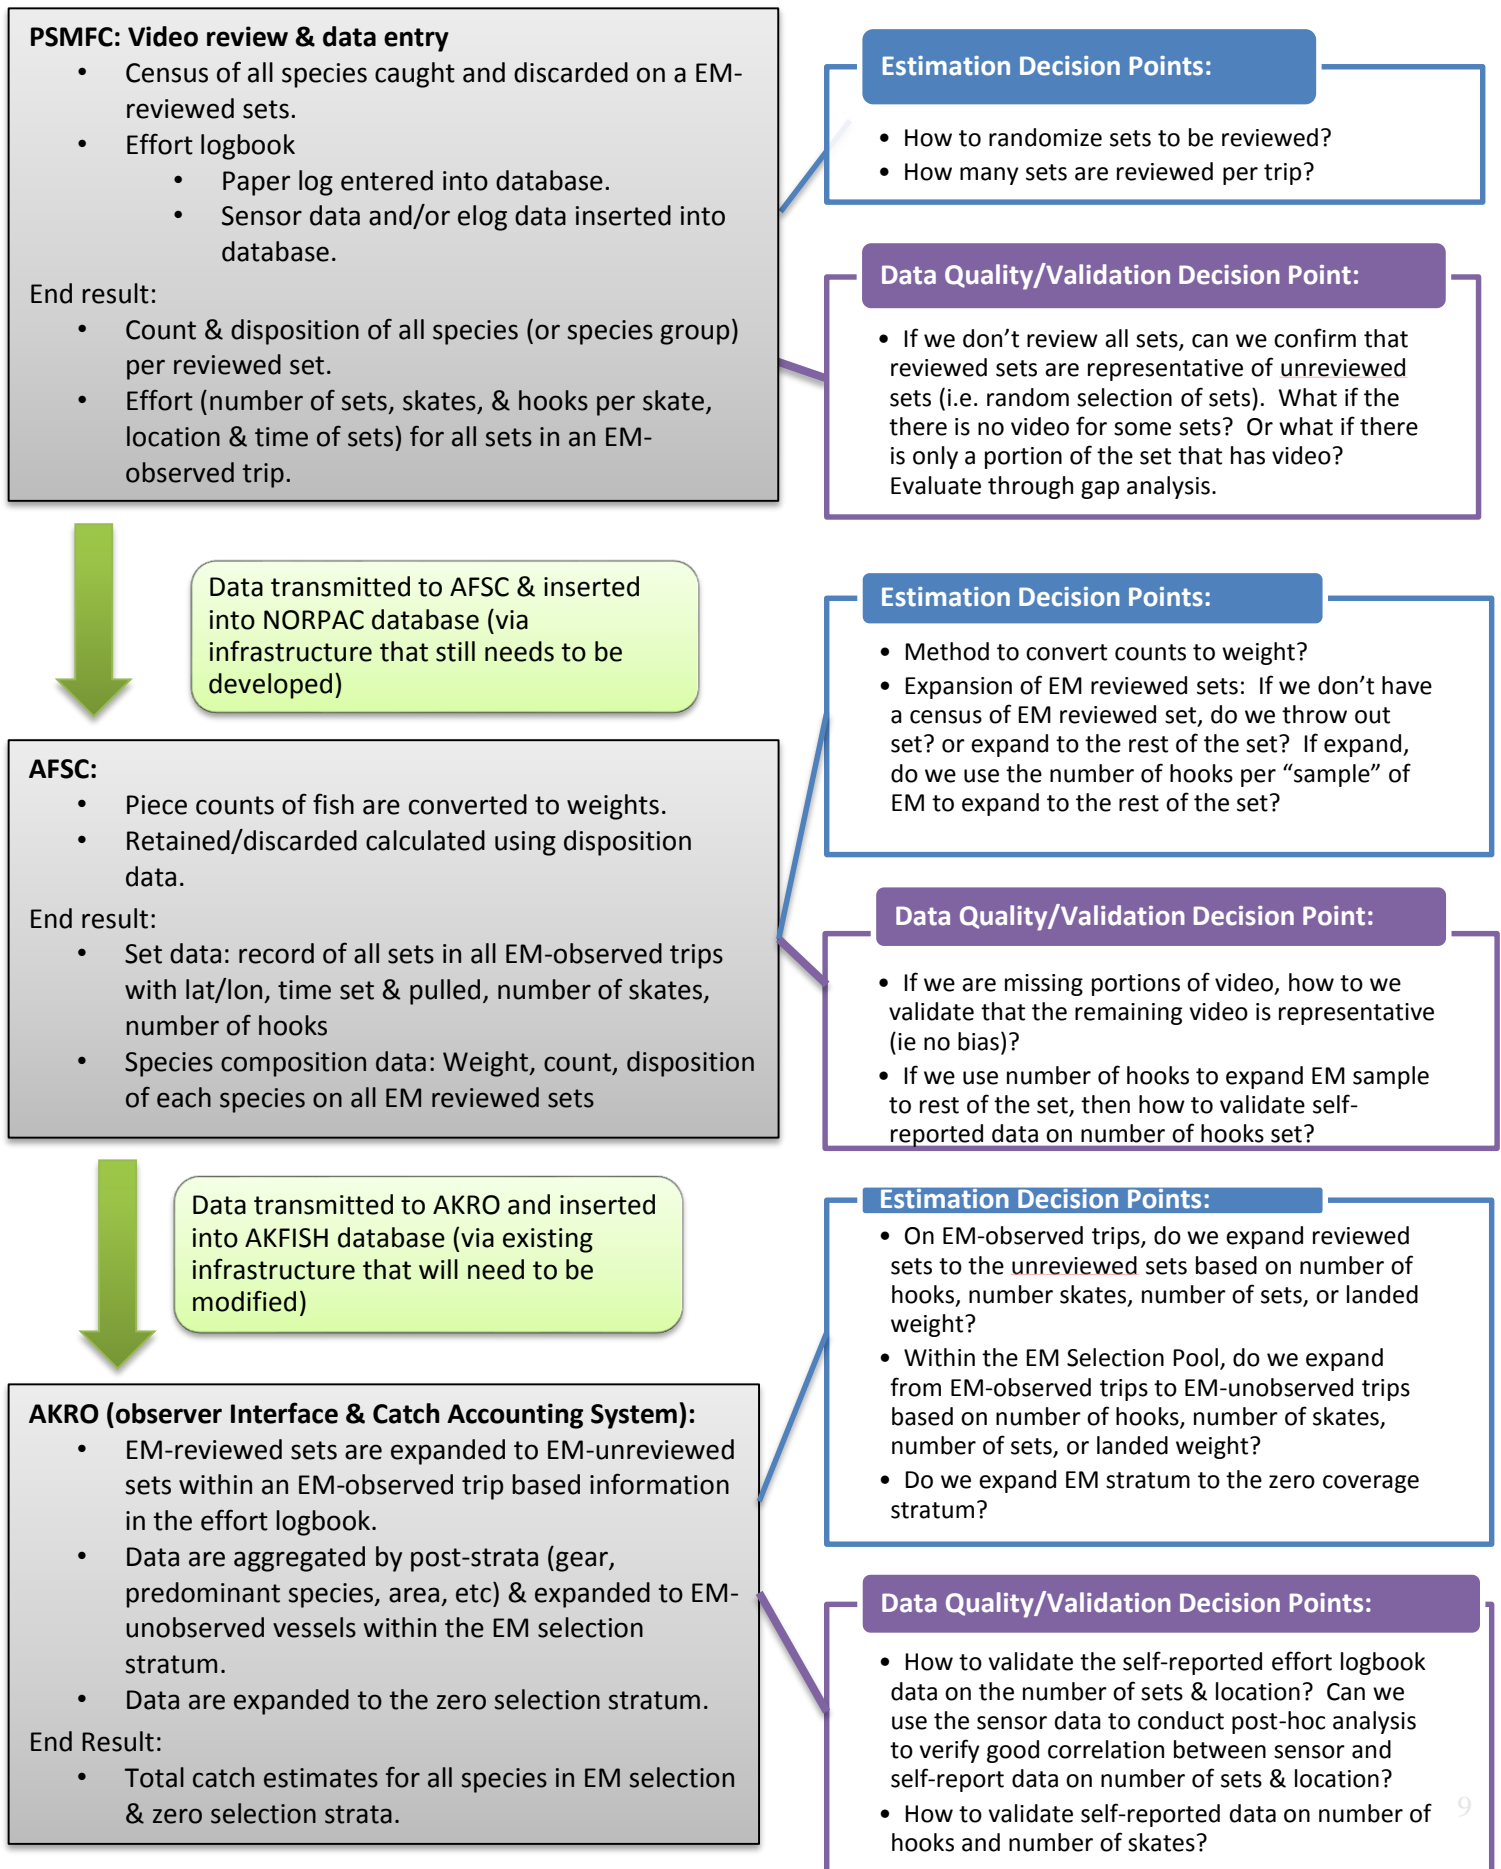 PSMFC: Video review & data entry
• Census of all species caught and discarded on a EM-
reviewed sets.
• Effort logbook
• Paper log entered into database.
• Sensor data and/or elog data inserted into
database.
End result:
• Count & disposition of all species (or species group)
per reviewed set.
• Effort (number of sets, skates, & hooks per skate,
location & time of sets) for all sets in an EM-
observed trip.
Estimation Decision Points:
• How to randomize sets to be reviewed?
• How many sets are reviewed per trip?
Data Quality/Validation Decision Point:
• If we don’t review all sets, can we confirm that
reviewed sets are representative of unreviewed
sets (i.e. random selection of sets). What if the
there is no video for some sets? Or what if there
is only a portion of the set that has video?
Evaluate through gap analysis.
Data transmitted to AFSC & inserted
into NORPAC database (via
infrastructure that still needs to be
developed)
AFSC:
• Piece counts of fish are converted to weights.
• Retained/discarded calculated using disposition
data.
End result:
• Set data: record of all sets in all EM-observed trips
with lat/lon, time set & pulled, number of skates,
number of hooks
• Species composition data: Weight, count, disposition
of each species on all EM reviewed sets
Estimation Decision Points:
• Method to convert counts to weight?
• Expansion of EM reviewed sets: If we don’t have
a census of EM reviewed set, do we throw out
set? or expand to the rest of the set? If expand,
do we use the number of hooks per “sample” of
EM to expand to the rest of the set?
Data Quality/Validation Decision Point:
• If we are missing portions of video, how to we
validate that the remaining video is representative
(ie no bias)?
• If we use number of hooks to expand EM sample
to rest of the set, then how to validate self-
reported data on number of hooks set?
Data transmitted to AKRO and inserted
into AKFISH database (via existing
infrastructure that will need to be
modified)
AKRO (observer Interface & Catch Accounting System):
• EM-reviewed sets are expanded to EM-unreviewed
sets within an EM-observed trip based information
in the effort logbook.
• Data are aggregated by post-strata (gear,
predominant species, area, etc) & expanded to EM-
unobserved vessels within the EM selection
stratum.
• Data are expanded to the zero selection stratum.
End Result:
• Total catch estimates for all species in EM selection
& zero selection strata.
Estimation Decision Points:
• On EM-observed trips, do we expand reviewed
sets to the unreviewed sets based on number of
hooks, number skates, number of sets, or landed
weight?
• Within the EM Selection Pool, do we expand
from EM-observed trips to EM-unobserved trips
based on number of hooks, number of skates,
number of sets, or landed weight?
• Do we expand EM stratum to the zero coverage
stratum?
Data Quality/Validation Decision Points:
• How to validate the self-reported effort logbook
data on the number of sets & location? Can we
use the sensor data to conduct post-hoc analysis
to verify good correlation between sensor and
self-report data on number of sets & location?
• How to validate self-reported data on number of
hooks and number of skates?
9